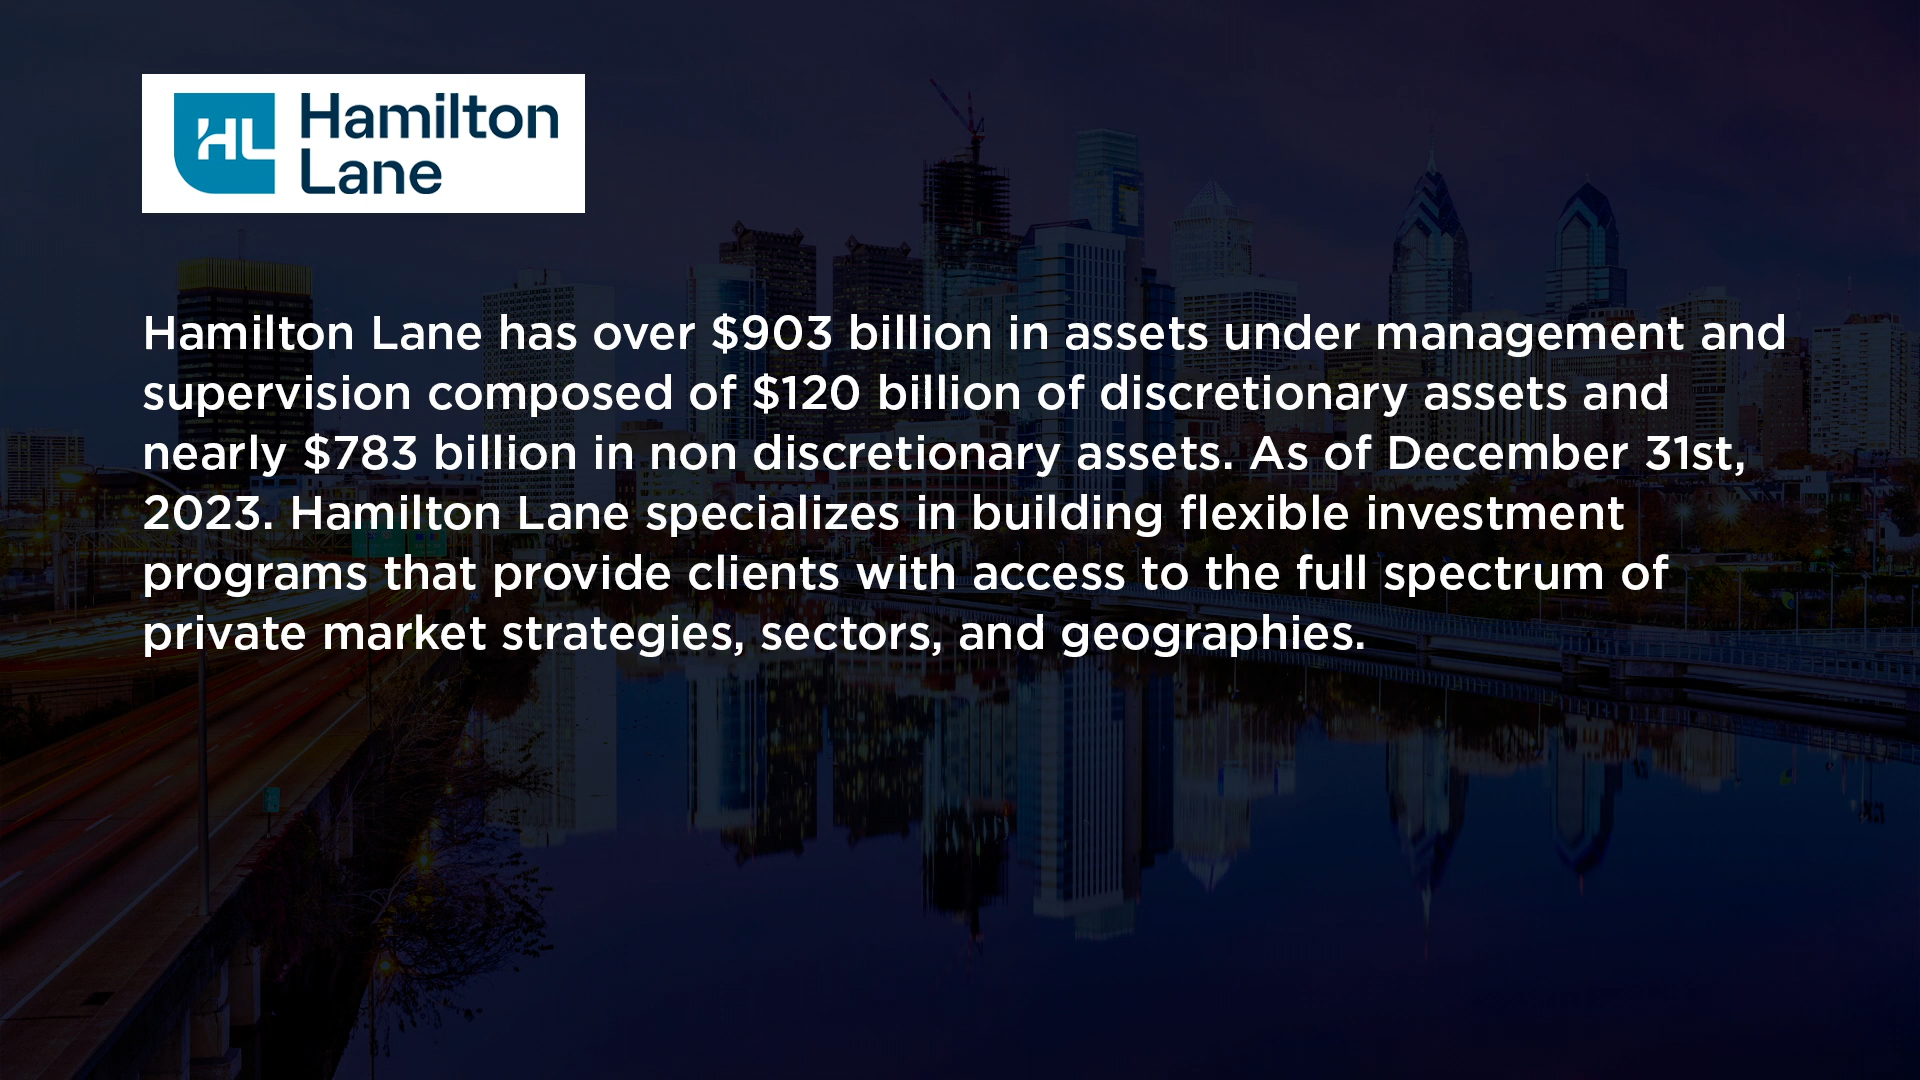 HL
Hamilton
Lane
Hamilton Lane has over $903 billion in assets under management and
supervision composed of $120 billion of discretionary assets and
nearly $783 billion in non discretionary assets. As of December 31st,
2023. Hamilton Lane specializes in building flexible investment
programs that provide clients with access to the full spectrum of
private market strategies, sectors, and geographies.